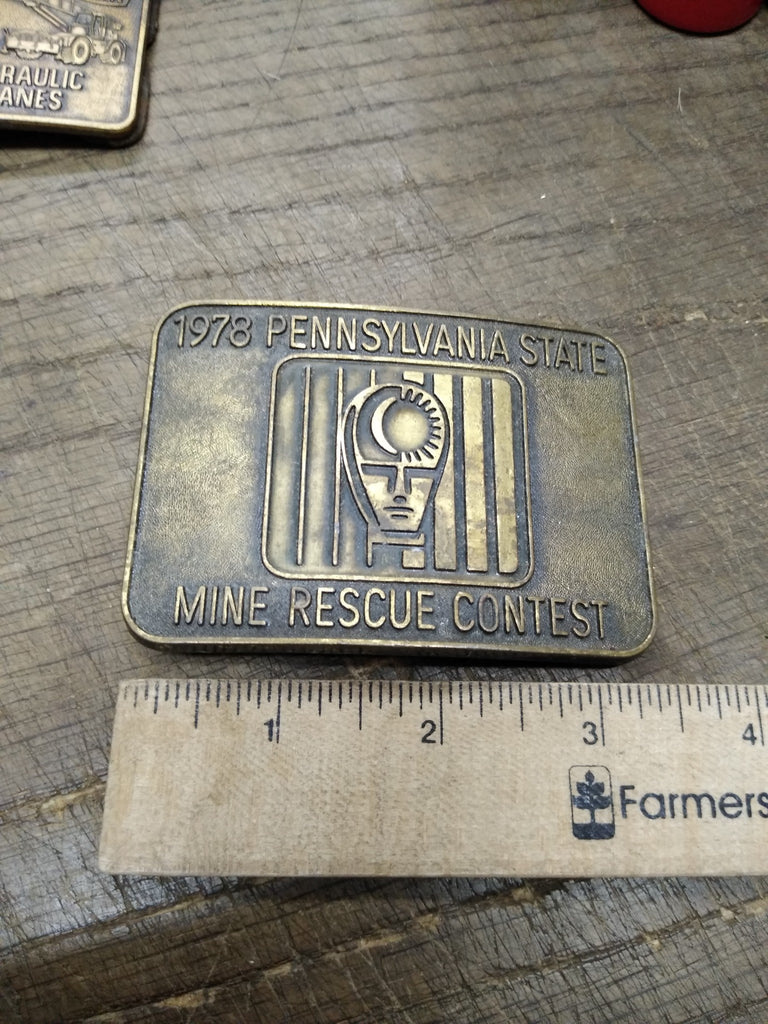 RAULIC
ANES
1978 PENNSYLVANIA STATE
MINE RESCUE CONTEST
1 2 3 4
Farmers